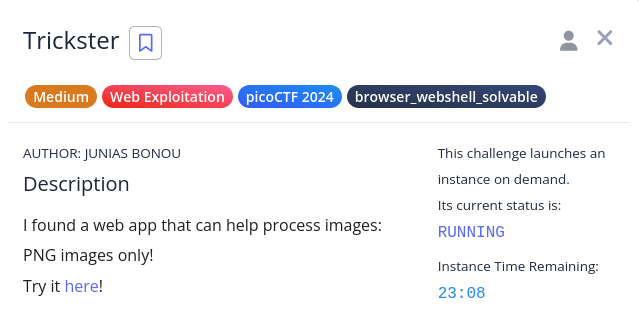 Trickster
Medium
Web Exploitation
picoCTF 2024
browser_webshell_solvable
AUTHOR: JUNIAS BONOU
Description
I found a web app that can help process images:
PNG images only!
Try it here!
This challenge launches an
instance on demand.
Its current status is:
RUNNING
Instance Time Remaining:
23:08